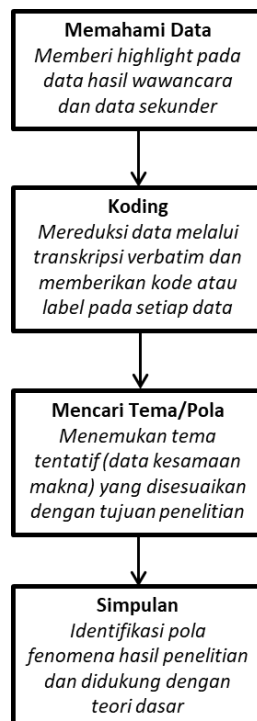 Memahami Data
Memberi highlight pada
data hasil wawancara
dan data sekunder
Koding
Mereduksi data melalui
transkripsi verbatim dan
memberikan kode atau
label pada setiap data
Mencari Tema/Pola
Menemukan tema
tentatif (data kesamaan
makna) yang disesuaikan
dengan tujuan penelitian
Simpulan
Identifikasi pola
fenomena hasil penelitian
dan didukung dengan
teori dasar